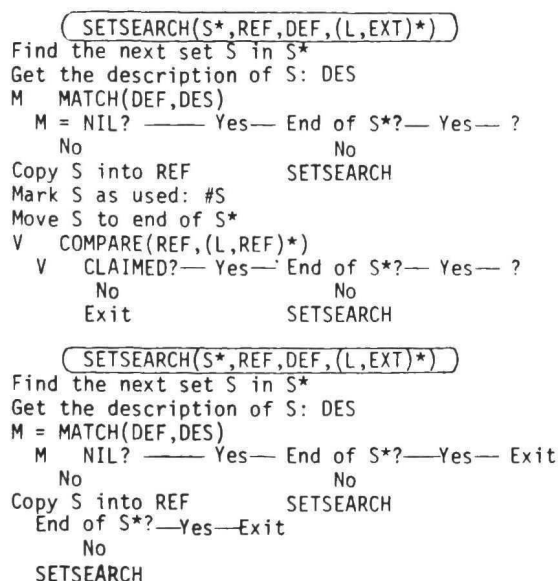 SETSEARCH(S*,REF,DEF,(L,EXT)*)
Find the next set S in S*
Get the description of S: DES
M MATCH(DEF,DES)
M = NIL? —— Yes— End of S*?— Yes— ?
No No
Copy S into REF SETSEARCH
Mark S as used: #S
Move S to end of S*
V COMPARE(REF,(L,REF)*)
V CLAIMED?— Yes— End of S*?— Yes— ?
No No
Exit SETSEARCH
SETSEARCH(S*,REF,DEF,(L,EXT)*)
Find the next set S in S*
Get the description of S: DES
M = MATCH(DEF,DES)
M NIL? —— Yes— End of S*?—Yes— Exit
No No
Copy S into REF SETSEARCH
End of S*?—Yes—Exit
No
SETSEARCH